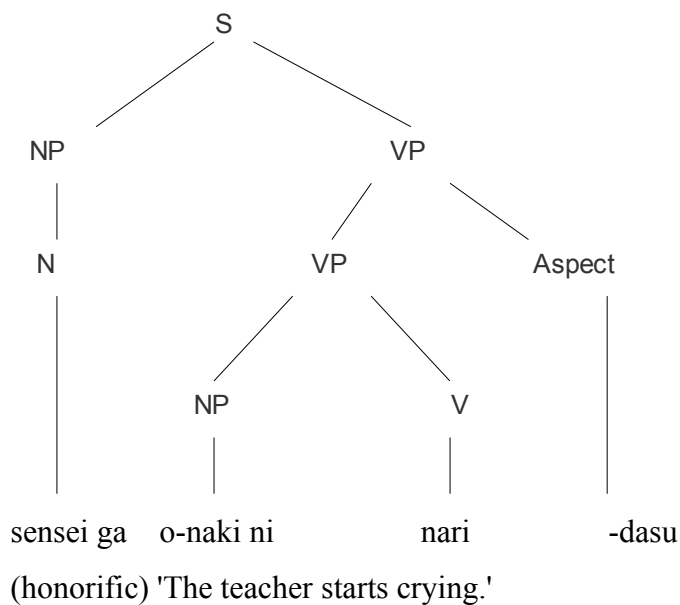 S
NP VP
N VP Aspect
NP V
sensei ga o-naki ni nari -dasu
(honorific) 'The teacher starts crying.'